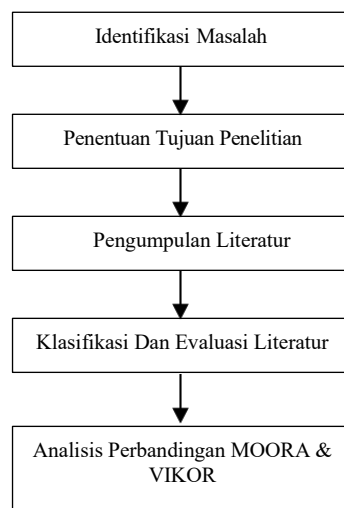 Identifikasi Masalah
Penentuan Tujuan Penelitian
Pengumpulan Literatur
Klasifikasi Dan Evaluasi Literatur
Analisis Perbandingan MOORA &
VIKOR